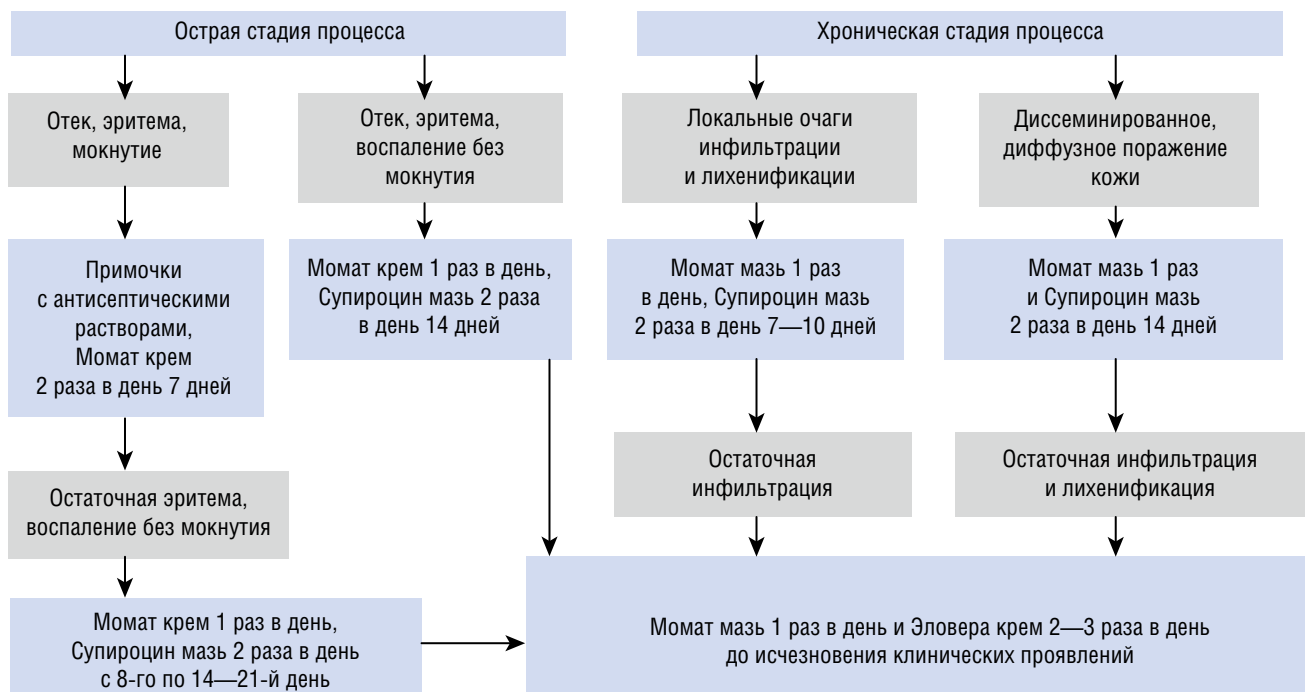 Острая стадия процесса
Хроническая стадия процесса
Отек, эритема,
мокнутие
Отек, эритема,
воспаление без
мокнутия
Локальные очаги
инфильтрации
и лихенификации
Диссеминированное,
диффузное поражение
кожи
Примочки
с антисептическими
растворами,
Момат крем
2 раза в день 7 дней
Момат крем 1 раз в день,
Супироцин мазь 2 раза
в день 14 дней
Момат мазь 1 раз
в день, Супироцин мазь
2 раза в день 7—10 дней
Момат мазь 1 раз
и Супироцин мазь
2 раза в день 14 дней
Остаточная эритема,
воспаление без мокнутия
Остаточная
инфильтрация
Остаточная инфильтрация
и лихенификация
Момат крем 1 раз в день,
Супироцин мазь 2 раза в день
с 8-го по 14—21-й день
Момат мазь 1 раз в день и Эловера крем 2—3 раза в день
до исчезновения клинических проявлений